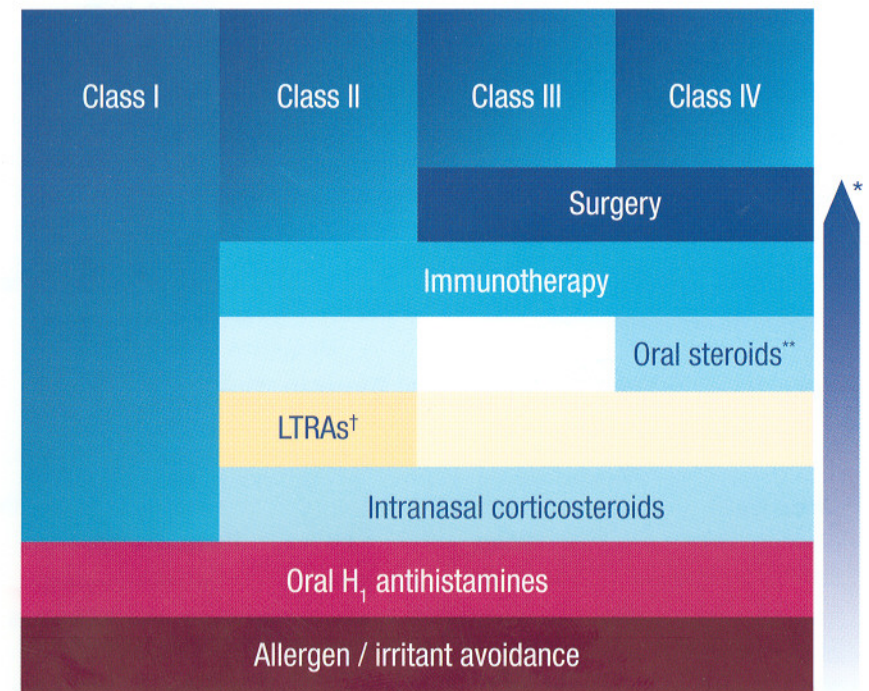 Class I Class II Class III Class IV
Surgery
*
Immunotherapy
Oral steroids**
LTRAs†
Intranasal corticosteroids
Oral H₁ antihistamines
Allergen / irritant avoidance